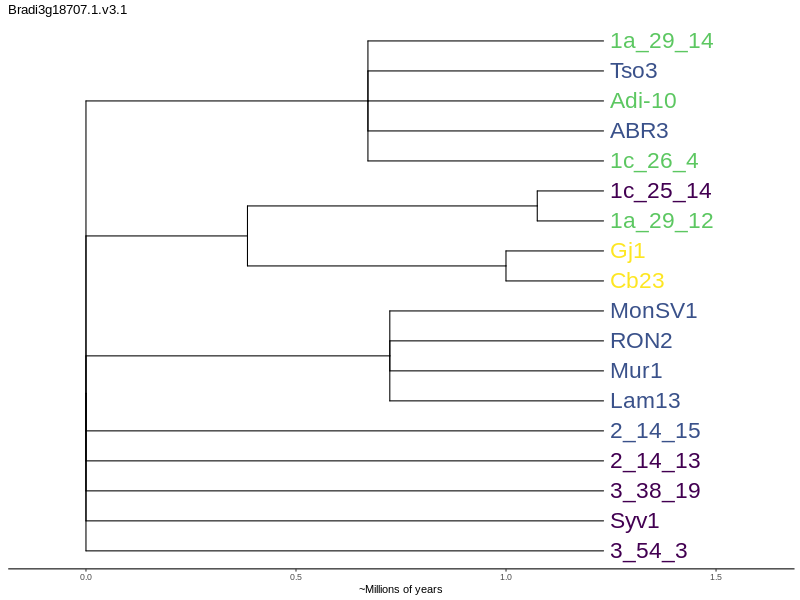 Bradi3g18707.1.v3.1
1a_29_14
Tso3
Adi-10
ABR3
1c_26_4
1c_25_14
1a_29_12
Gj1
Cb23
MonSV1
RON2
Mur1
Lam13
2_14_15
2_14_13
3_38_19
Syv1
3_54_3
0.0 0.5 1.0 1.5
~Millions of years